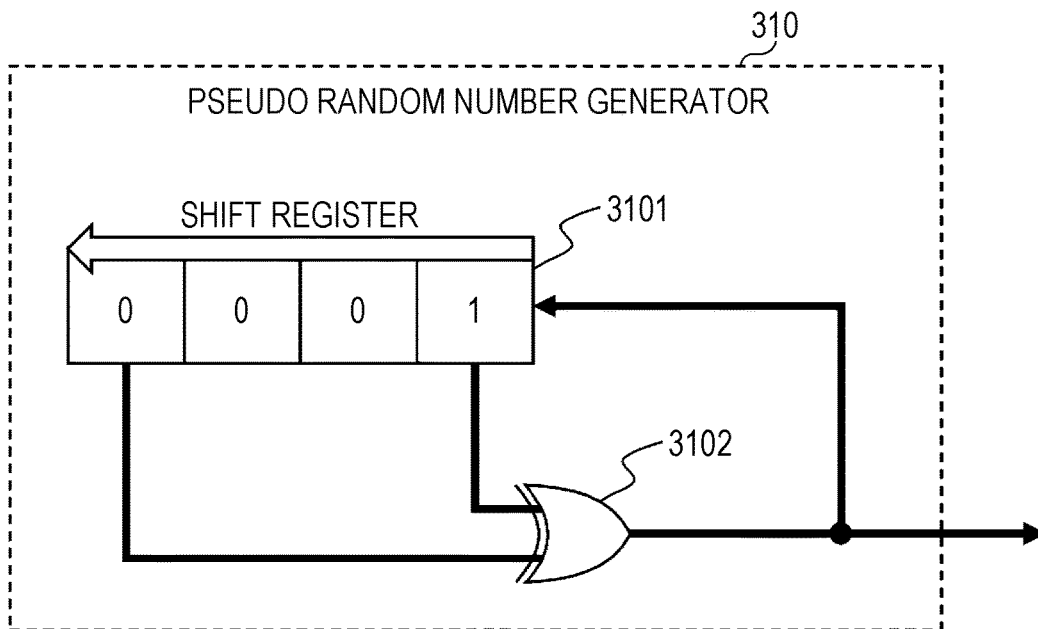 310
PSEUDO RANDOM NUMBER GENERATOR
SHIFT REGISTER
3101
0 0 0 1
3102